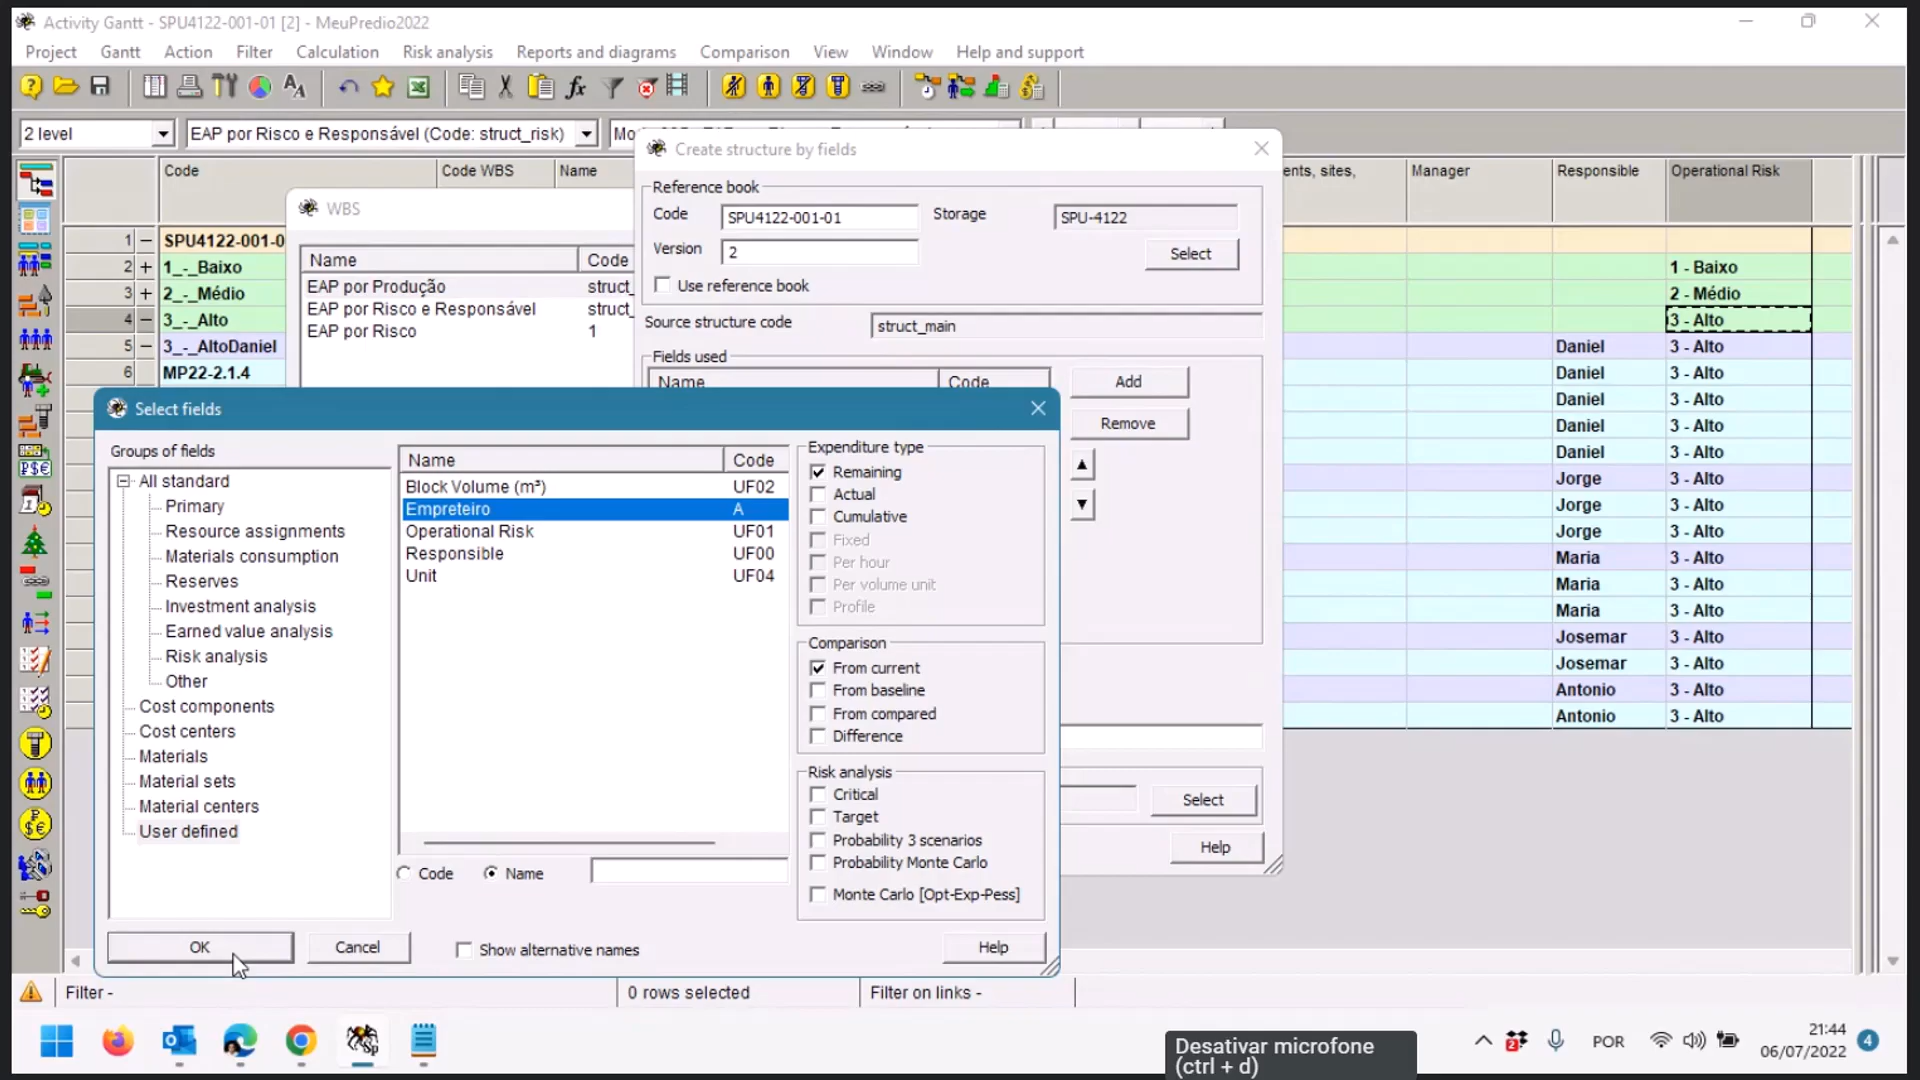 Activity Gantt - SPU4122-001-01 [2] - MeuPredio2022
Project Gantt Action Filter Calculation Risk analysis Reports and diagrams Comparison View Window Help and support
2 level EAP por Risco e Responsável (Code: struct_risk)
Code Code WBS Name Manager Responsible Operational Risk
1 SPU4122-001-0
2 1_-_Baixo 1 - Baixo
3 2_-_Médio 2 - Médio
4 3_-_Alto 3 - Alto
5 3_-_AltoDaniel Daniel 3 - Alto
6 MP22-2.1.4 Daniel 3 - Alto
Daniel 3 - Alto
Daniel 3 - Alto
Daniel 3 - Alto
Jorge 3 - Alto
Jorge 3 - Alto
Jorge 3 - Alto
Maria 3 - Alto
Maria 3 - Alto
Maria 3 - Alto
Josemar 3 - Alto
Josemar 3 - Alto
Antonio 3 - Alto
Antonio 3 - Alto
WBS
Name Code
EAP por Produção struct_
EAP por Risco e Responsável struct_
EAP por Risco 1
Create structure by fields
Reference book
Code SPU4122-001-01 Storage SPU-4122
Version 2 Select
Use reference book
Source structure code struct_main
Fields used
Name Code Add
Remove
Select
Help
Select fields
Groups of fields
All standard
Primary
Resource assignments
Materials consumption
Reserves
Investment analysis
Earned value analysis
Risk analysis
Other
Cost components
Cost centers
Materials
Material sets
Material centers
User defined
Name Code
Block Volume (m³) UF02
Empreteiro A
Operational Risk UF01
Responsible UF00
Unit UF04
Code Name
Expenditure type
Remaining
Actual
Cumulative
Fixed
Per hour
Per volume unit
Profile
Comparison
From current
From baseline
From compared
Difference
Risk analysis
Critical
Target
Probability 3 scenarios
Probability Monte Carlo
Monte Carlo [Opt-Exp-Pess]
OK Cancel Show alternative names Help
Filter - 0 rows selected Filter on links -
Desativar microfone
(ctrl + d)
POR
21:44
06/07/2022
4